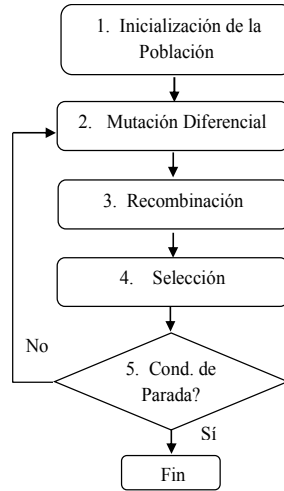 1. Inicialización de la
Población
2. Mutación Diferencial
3. Recombinación
4. Selección
No
5. Cond. de
Parada?
Sí
Fin